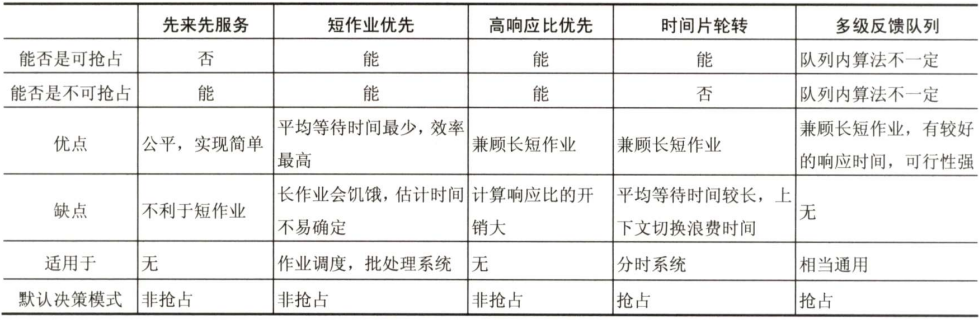 先来先服务 短作业优先 高响应比优先 时间片轮转 多级反馈队列
能否是可抢占 否 能 能 能 队列内算法不一定
能否是不可抢占 能 能 能 否 队列内算法不一定
优点 公平，实现简单 平均等待时间最少，效率最高 兼顾长短作业 兼顾长短作业 兼顾长短作业，有较好的响应时间，可行性强
缺点 不利于短作业 长作业会饥饿，估计时间不易确定 计算响应比的开销大 平均等待时间较长，上下文切换浪费时间 无
适用于 无 作业调度，批处理系统 无 分时系统 相当通用
默认决策模式 非抢占 非抢占 非抢占 抢占 抢占